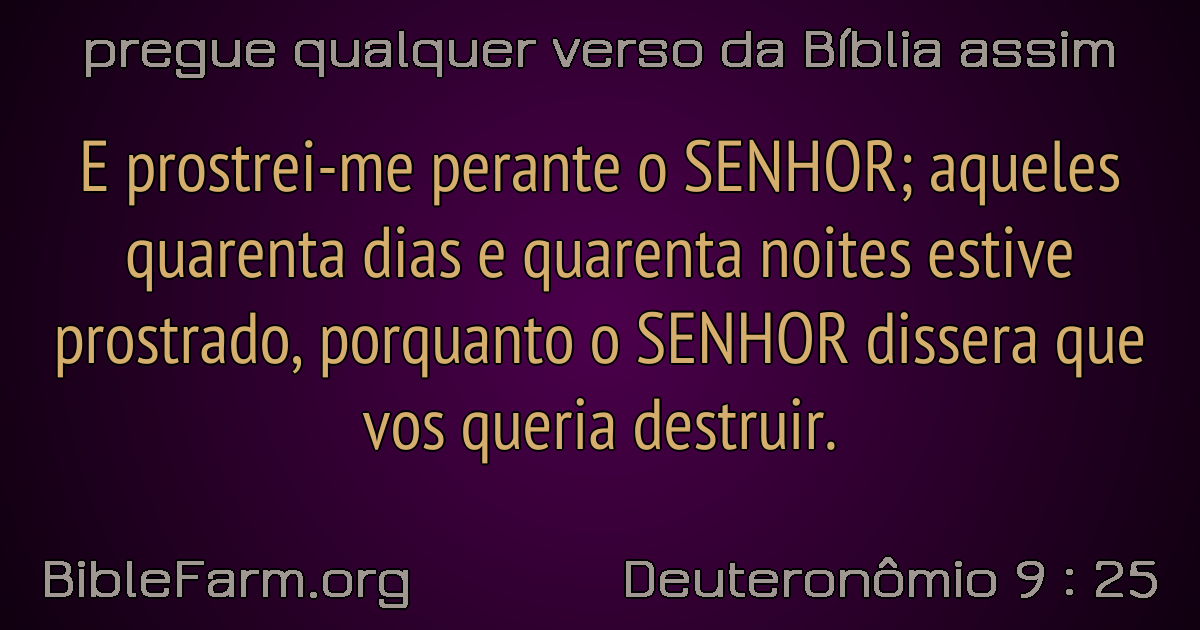 pregue qualquer verso da Bíblia assim
E prostrei-me perante o SENHOR; aqueles
quarenta dias e quarenta noites estive
prostrado, porquanto o SENHOR dissera que
vos queria destruir.
BibleFarm.org
Deuteronômio 9 : 25